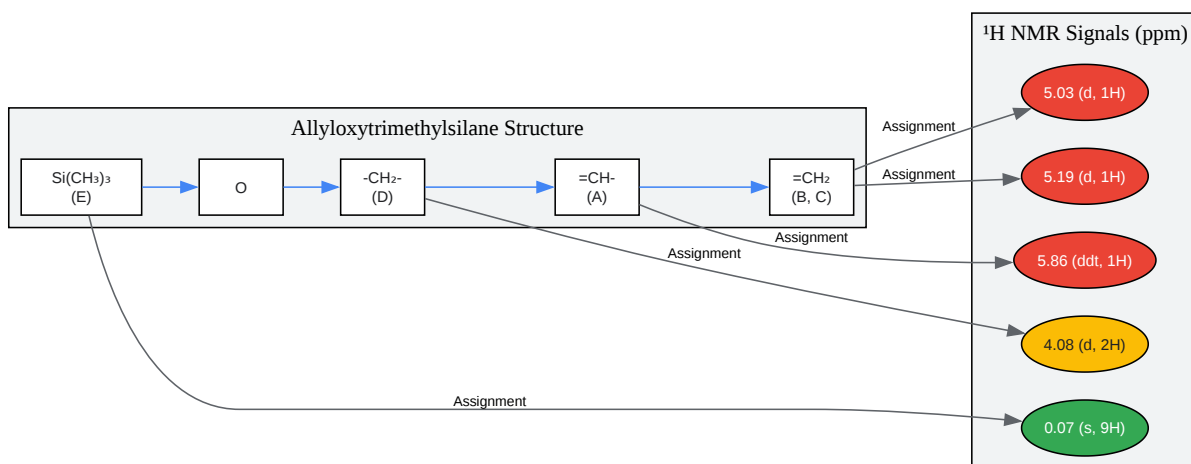 ¹H NMR Signals (ppm)
5.03 (d, 1H)
Assignment
Allyloxytrimethylsilane Structure
Si(CH₃)₃
(E)
O
-CH₂-
(D)
=CH-
(A)
=CH₂
(B, C)
Assignment
5.19 (d, 1H)
Assignment
Assignment
5.86 (ddt, 1H)
4.08 (d, 2H)
Assignment
0.07 (s, 9H)